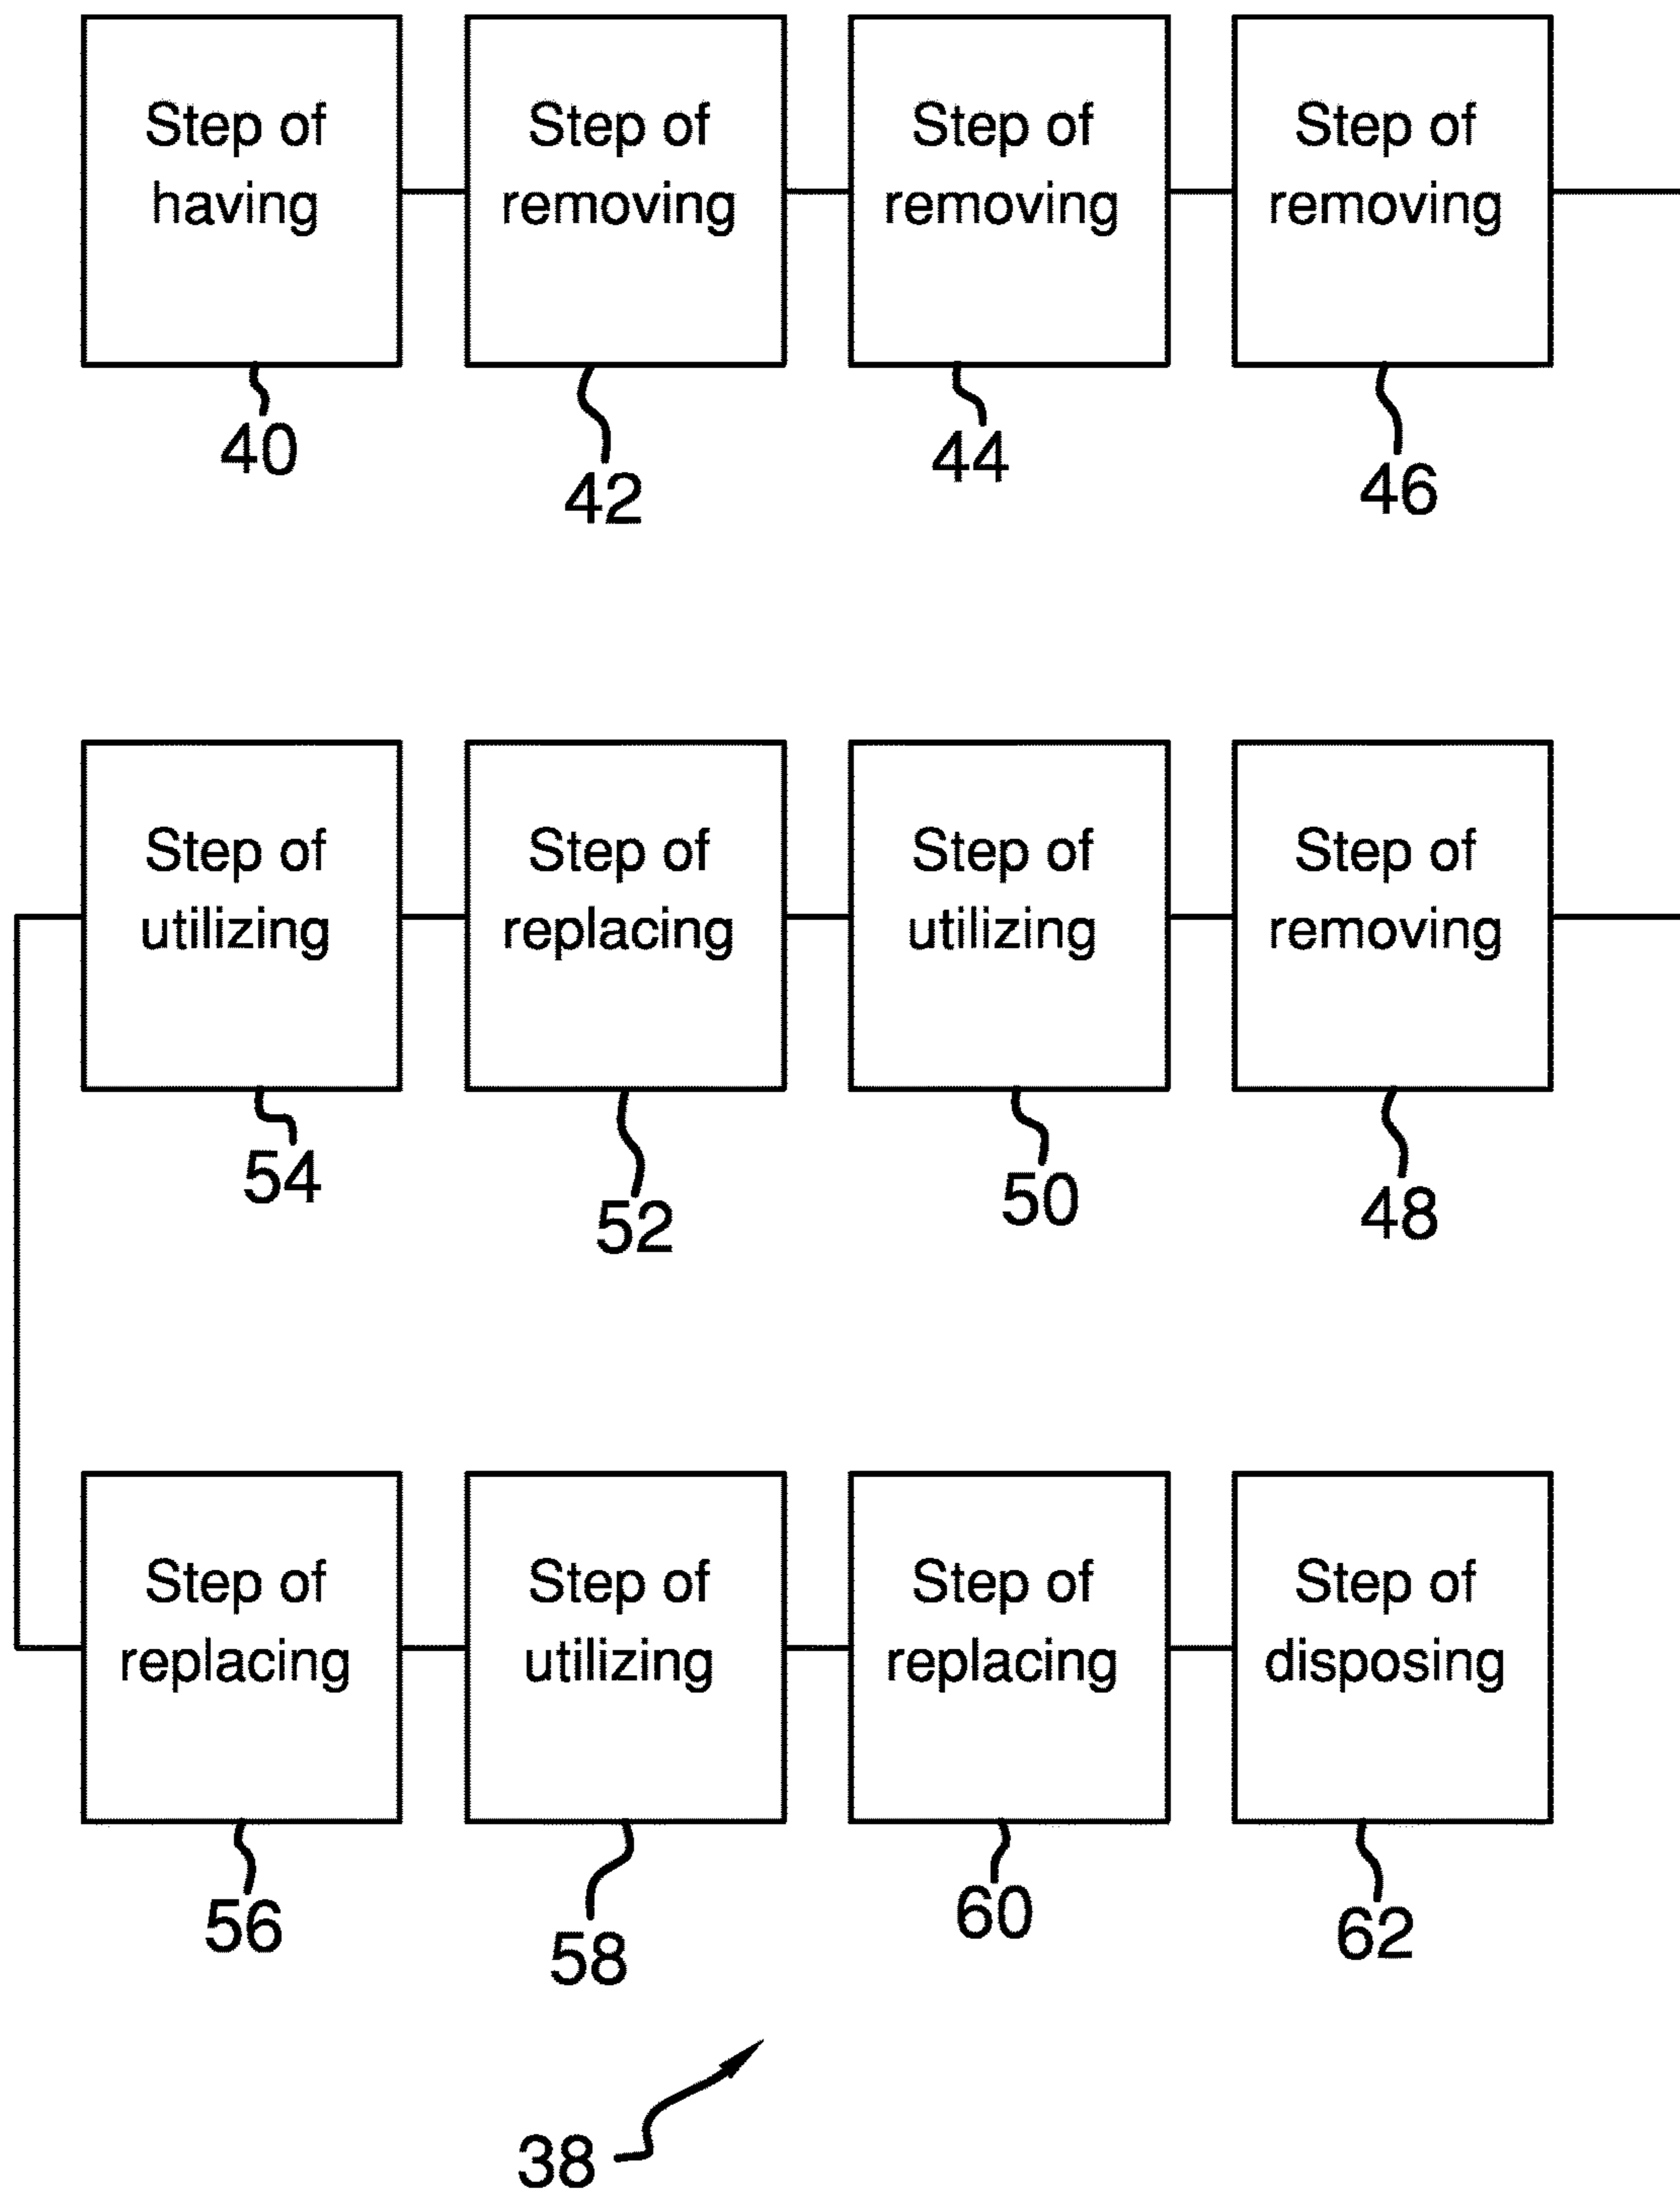 Step of
having
40
Step of
removing
42
Step of
removing
44
Step of
removing
46
Step of
utilizing
54
Step of
replacing
52
Step of
utilizing
50
Step of
removing
48
Step of
replacing
56
Step of
utilizing
58
Step of
replacing
60
Step of
disposing
62
38